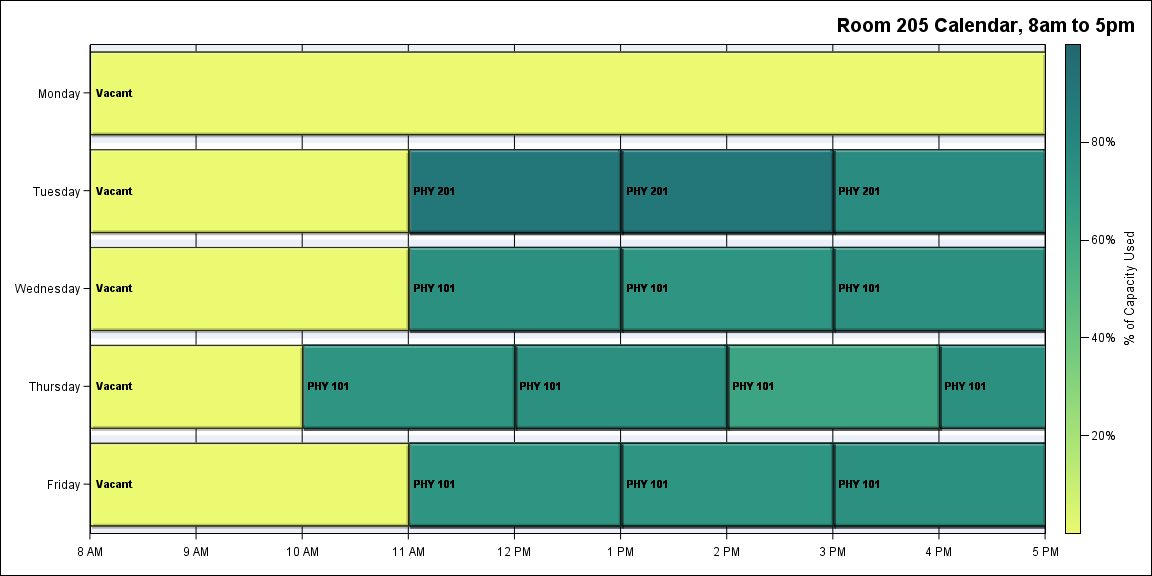 Room 205 Calendar, 8am to 5pm
Monday
Vacant
80%
Tuesday
Vacant
PHY 201
PHY 201
PHY 201
60%
% of Capacity Used
Wednesday
Vacant
PHY 101
PHY 101
PHY 101
40%
Thursday
Vacant
PHY 101
PHY 101
PHY 101
PHY 101
20%
Friday
Vacant
PHY 101
PHY 101
PHY 101
8 AM
9 AM
10 AM
11 AM
12 PM
1 PM
2 PM
3 PM
4 PM
5 PM